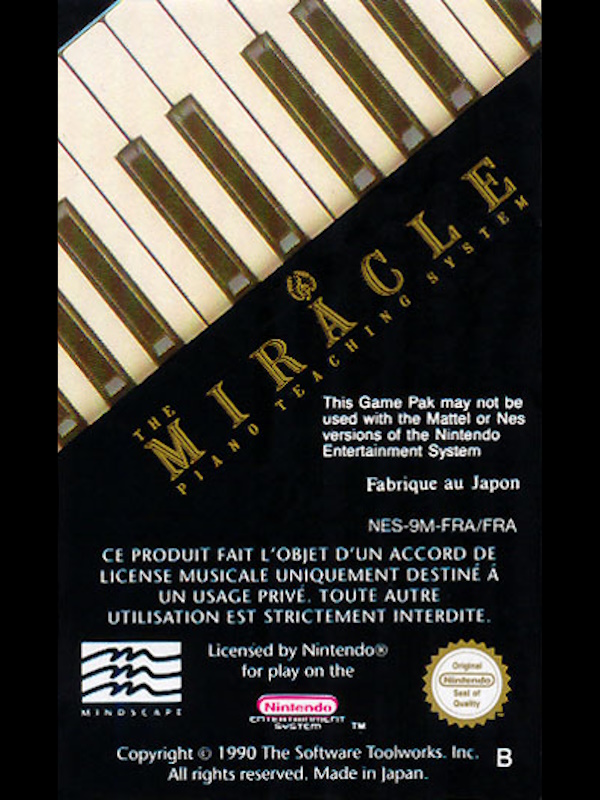 THE
MIRACLE
PIANO TEACHING SYSTEM
This Game Pak may not be
used with the Mattel or Nes
versions of the Nintendo
Entertainment System
Fabrique au Japon
NES-9M-FRA/FRA
CE PRODUIT FAIT L'OBJET D'UN ACCORD DE
LICENSE MUSICALE UNIQUEMENT DESTINÉ À
UN USAGE PRIVÉ. TOUTE AUTRE
UTILISATION EST STRICTEMENT INTERDITE.
MINDSCAPE
Licensed by Nintendo®
for play on the
Nintendo
ENTERTAINMENT
SYSTEM TM
Original
Nintendo
Seal of
Quality
Copyright © 1990 The Software Toolworks. Inc.
All rights reserved. Made in Japan.
B